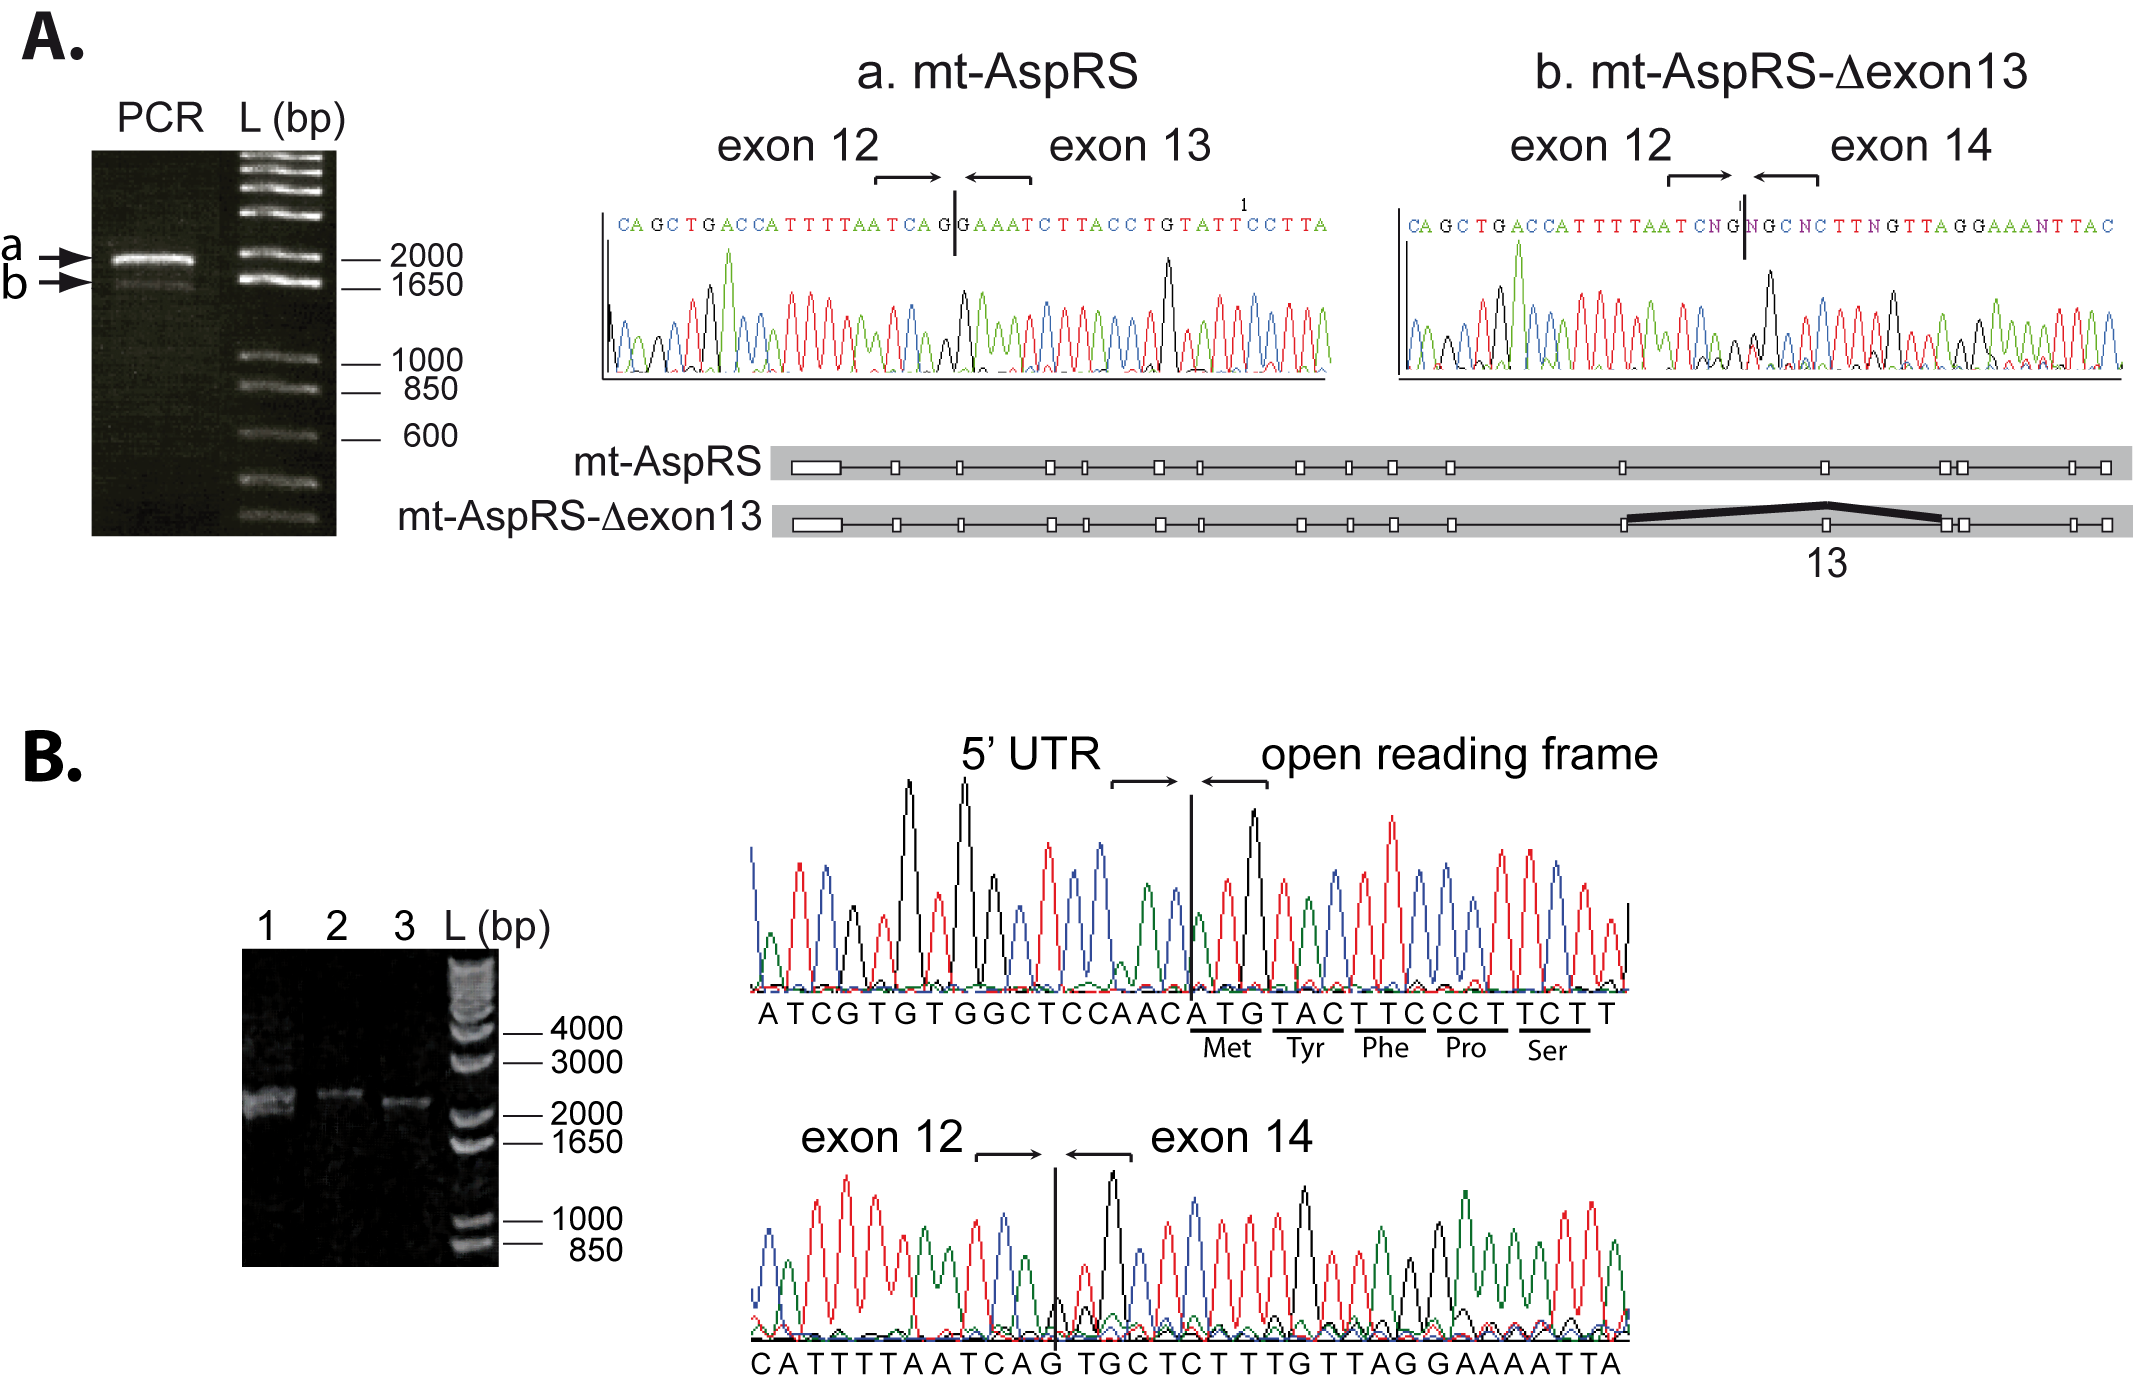 A.
a. mt-AspRS
b. mt-AspRS-Δexon13
PCR L (bp)
exon 12 exon 13
exon 12 exon 14
1
CAGCTGACCATTTTAATCAGGAAATCTTACCTGTATTCCTTA
CAGCTGACCATTTTAATCNGNGCNCTTNGTTAGGAAANTTAC
a
b
2000
1650
1000
850
600
mt-AspRS
mt-AspRS-Δexon13
13
B.
5’ UTR open reading frame
1 2 3 L (bp)
4000
3000
2000
1650
1000
850
ATCGTGTGGCTCCAACATGTACTTCCCTTCTT
Met Tyr Phe Pro Ser
exon 12 exon 14
CATTTTAATCAGTGCTCTTTGTTAGGAAAATTA